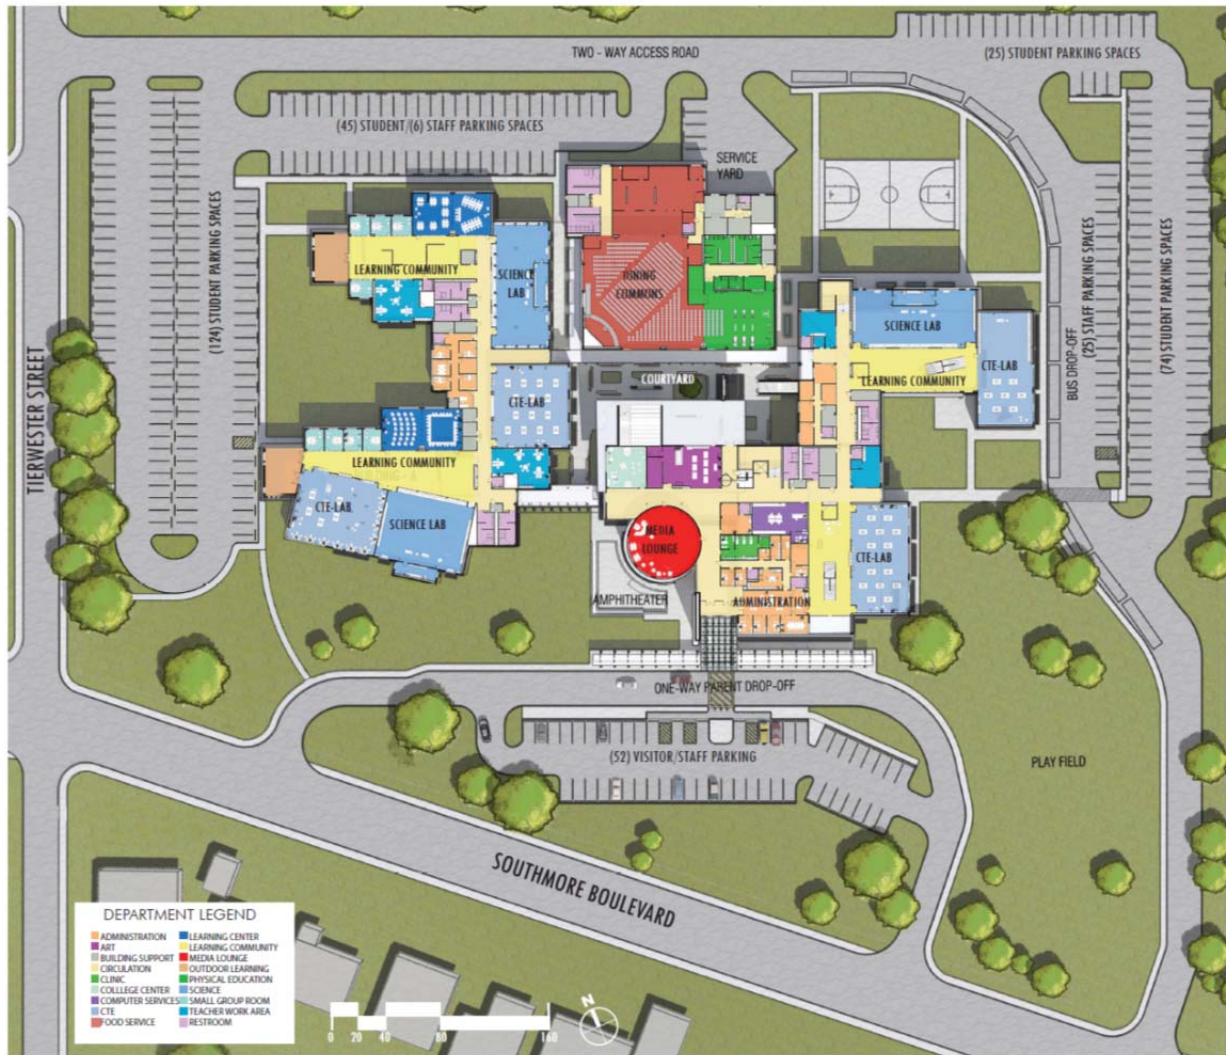 TWO - WAY ACCESS ROAD
(25) STUDENT PARKING SPACES
(45) STUDENT/(6) STAFF PARKING SPACES
SERVICE
YARD
(124) STUDENT PARKING SPACES
LEARNING COMMUNITY
SCIENCE
LAB
DINING
COMMONS
SCIENCE LAB
LEARNING COMMUNITY
CTE-LAB
BUS DROP-OFF
(25) STAFF PARKING SPACES
(74) STUDENT PARKING SPACES
COURTYARD
CTE-LAB
TIERWESTER STREET
LEARNING COMMUNITY
CTE-LAB
SCIENCE LAB
MEDIA
LOUNGE
CTE-LAB
AMPHITHEATER
ADMINISTRATION
ONE-WAY PARENT DROP-OFF
(52) VISITOR/STAFF PARKING
PLAY FIELD
SOUTHMORE BOULEVARD
DEPARTMENT LEGEND
ADMINISTRATION
ART
BUILDING SUPPORT
CIRCULATION
CLINIC
COLLLEGE CENTER
COMPUTER SERVICES
CTE
FOOD SERVICE
LEARNING CENTER
LEARNING COMMUNITY
MEDIA LOUNGE
OUTDOOR LEARNING
PHYSICAL EDUCATION
SCIENCE
SMALL GROUP ROOM
TEACHER WORK AREA
RESTROOM
0 20 40 80 160
N